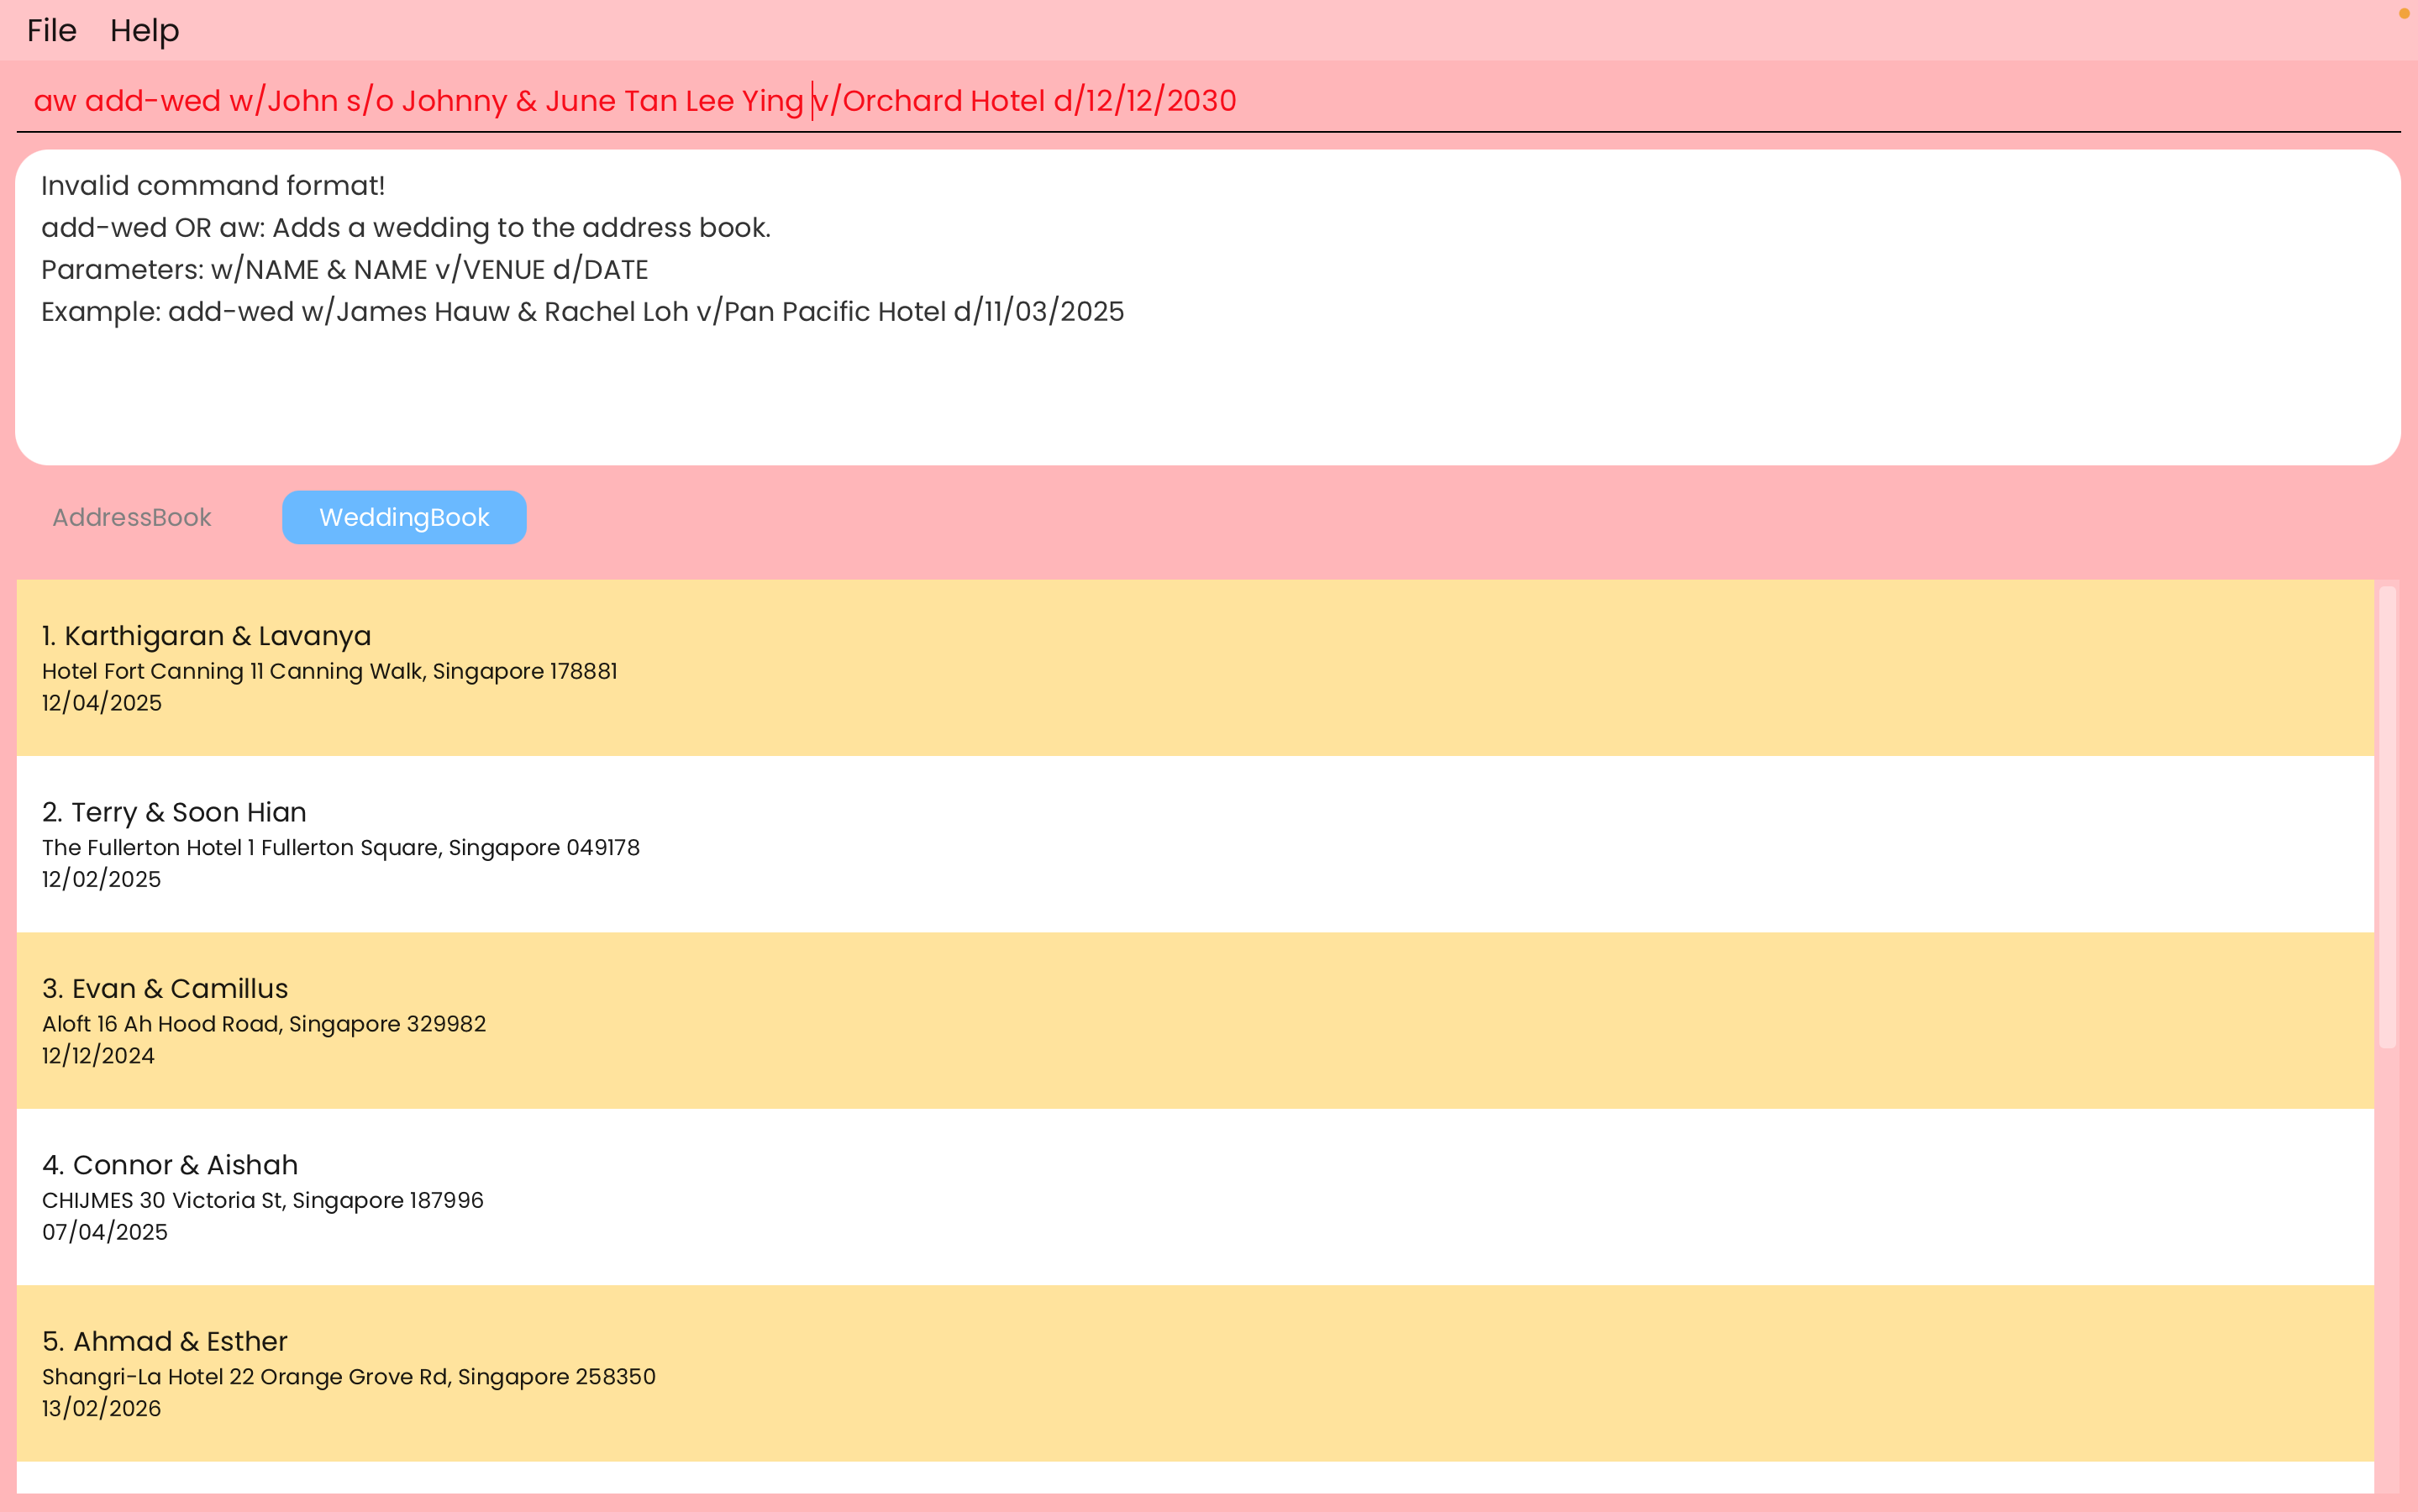 File Help
aw add-wed w/John s/o Johnny & June Tan Lee Ying v/Orchard Hotel d/12/12/2030
Invalid command format!
add-wed OR aw: Adds a wedding to the address book.
Parameters: w/NAME & NAME v/VENUE d/DATE
Example: add-wed w/James Hauw & Rachel Loh v/Pan Pacific Hotel d/11/03/2025
AddressBook WeddingBook
1. Karthigaran & Lavanya
Hotel Fort Canning 11 Canning Walk, Singapore 178881
12/04/2025
2. Terry & Soon Hian
The Fullerton Hotel 1 Fullerton Square, Singapore 049178
12/02/2025
3. Evan & Camillus
Aloft 16 Ah Hood Road, Singapore 329982
12/12/2024
4. Connor & Aishah
CHIJMES 30 Victoria St, Singapore 187996
07/04/2025
5. Ahmad & Esther
Shangri-La Hotel 22 Orange Grove Rd, Singapore 258350
13/02/2026